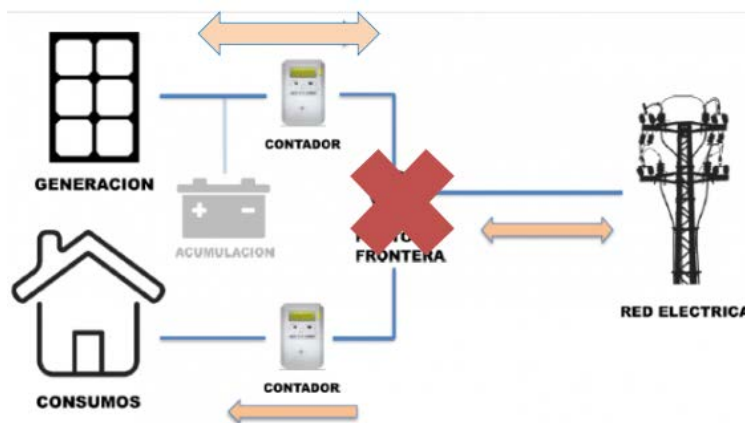 CONTADOR
GENERACION
ACUMULACION
FRONTERA
RED ELECTRICA
CONTADOR
CONSUMOS